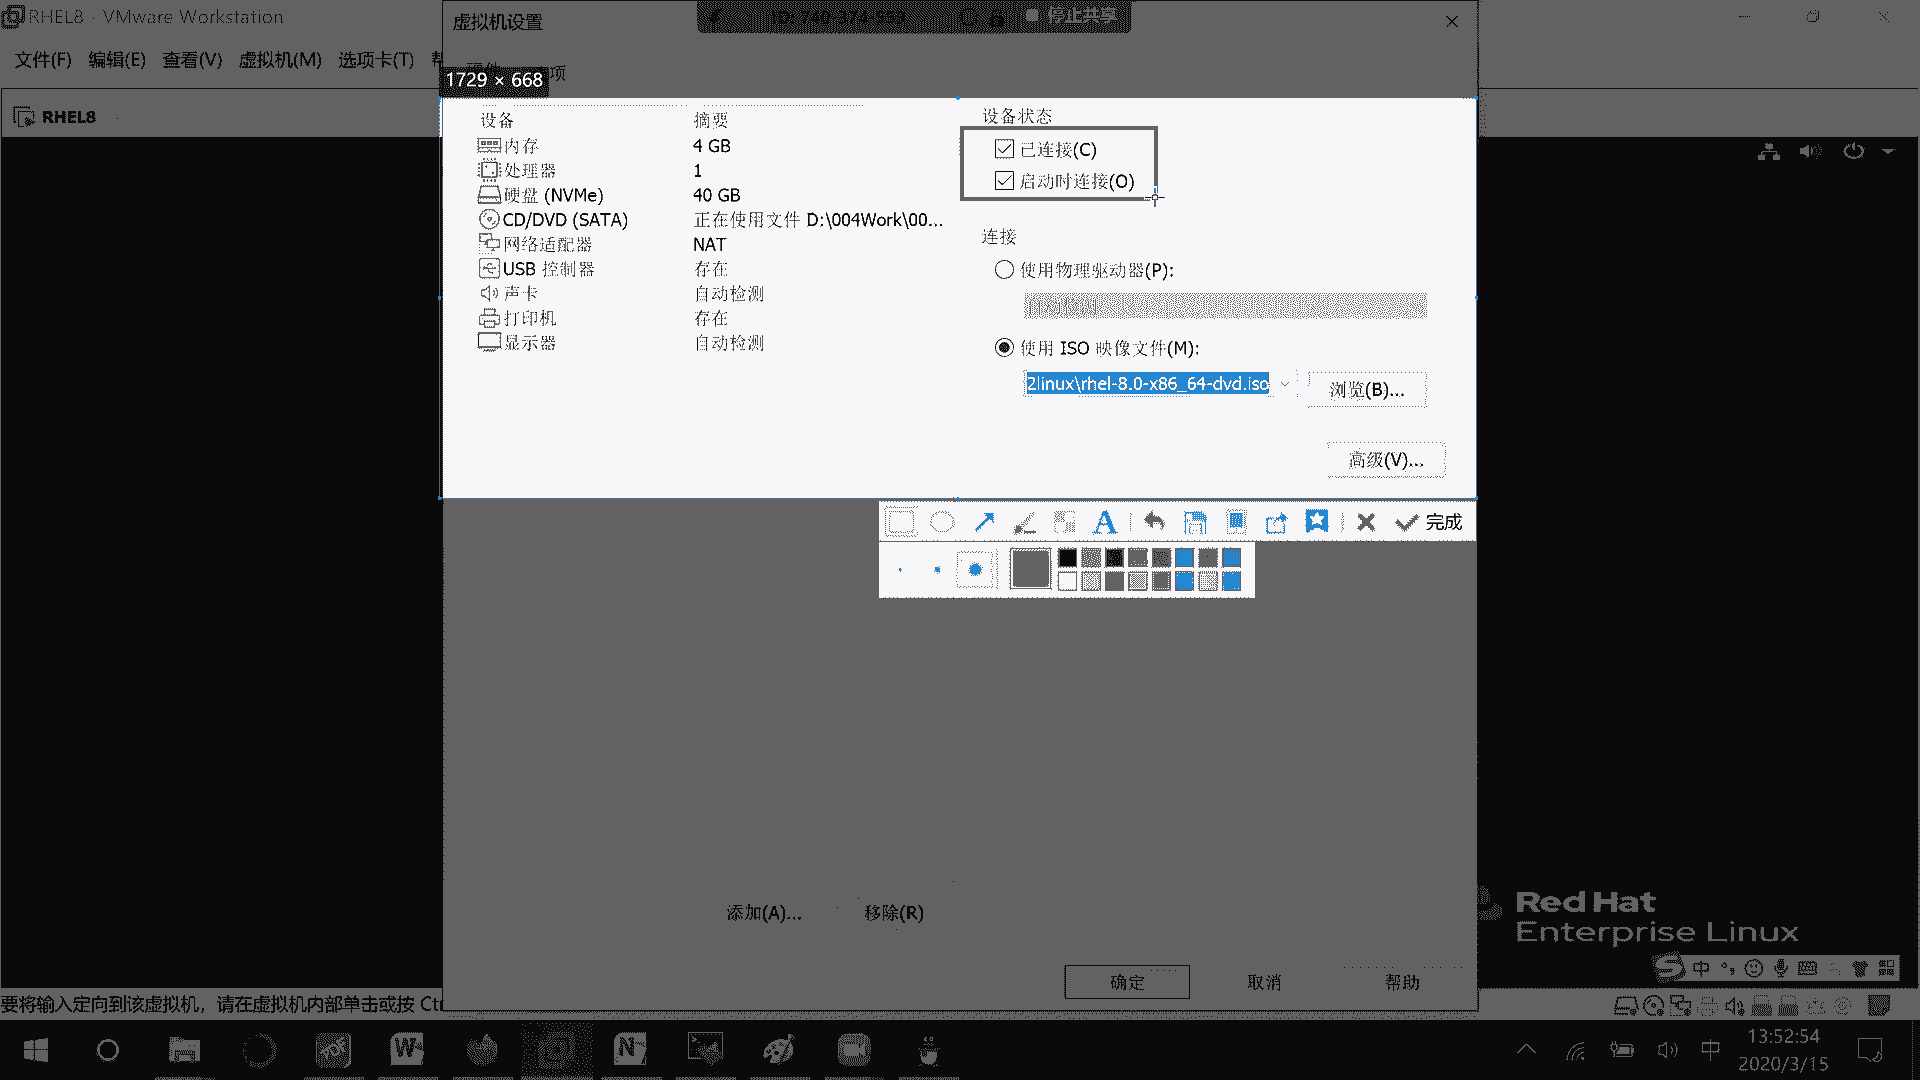 RHEL8 - VMware Workstation
文件(F) 编辑(E) 查看(V) 虚拟机(M) 选项卡(T)
RHEL8
虚拟机设置
ID: 740-374-559
停止共享
1729 × 668
设备 摘要
内存 4 GB
处理器 1
硬盘 (NVMe) 40 GB
CD/DVD (SATA) 正在使用文件 D:\004Work\00...
网络适配器 NAT
USB 控制器 存在
声卡 自动检测
打印机 存在
显示器 自动检测
设备状态
已连接(C)
启动时连接(O)
连接
使用物理驱动器(P):
自动检测
使用 ISO 映像文件(M):
2linux\rhel-8.0-x86_64-dvd.iso
浏览(B)...
高级(V)...
A
完成
添加(A)... 移除(R)
确定 取消 帮助
Red Hat
Enterprise Linux
中
要将输入定向到该虚拟机，请在虚拟机内部单击或按 Ctr
中
13:52:54
2020/3/15